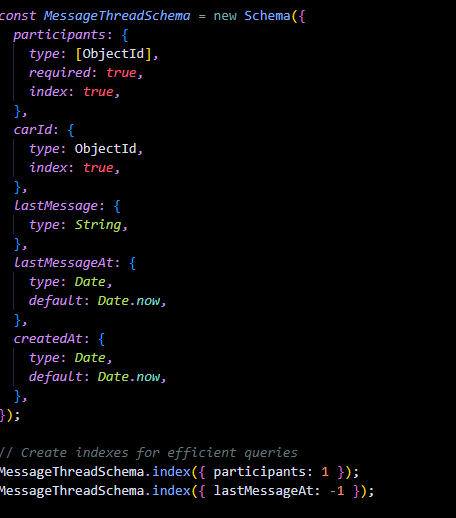 const MessageThreadSchema = new Schema({
  participants: {
    type: [ObjectId],
    required: true,
    index: true,
  },
  carId: {
    type: ObjectId,
    index: true,
  },
  lastMessage: {
    type: String,
  },
  lastMessageAt: {
    type: Date,
    default: Date.now,
  },
  createdAt: {
    type: Date,
    default: Date.now,
  },
});

// Create indexes for efficient queries
MessageThreadSchema.index({ participants: 1 });
MessageThreadSchema.index({ lastMessageAt: -1 });